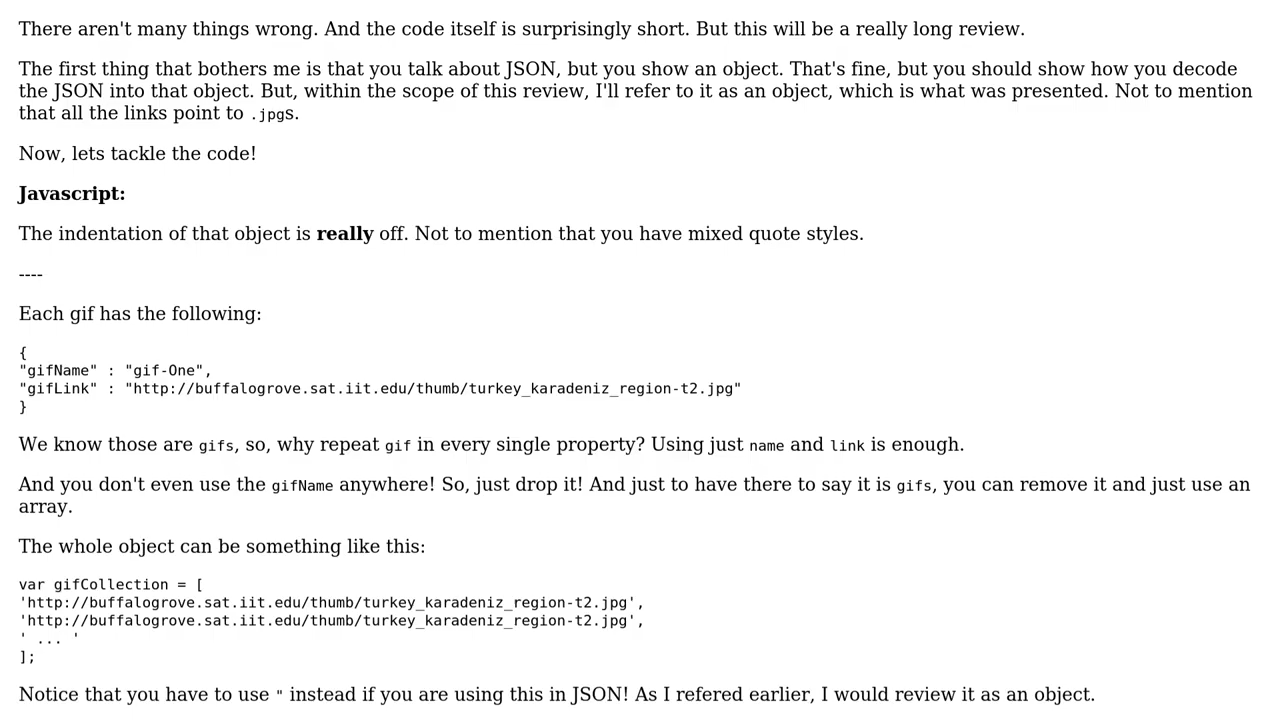 There aren't many things wrong. And the code itself is surprisingly short. But this will be a really long review.
The first thing that bothers me is that you talk about JSON, but you show an object. That's fine, but you should show how you decode
the JSON into that object. But, within the scope of this review, I'll refer to it as an object, which is what was presented. Not to mention
that all the links point to .jpgs.
Now, lets tackle the code!
Javascript:
The indentation of that object is really off. Not to mention that you have mixed quote styles.
----
Each gif has the following:
{
"gifName" : "gif-One",
"gifLink" : "http://buffalogrove.sat.iit.edu/thumb/turkey_karadeniz_region-t2.jpg"
}
We know those are gifs, so, why repeat gif in every single property? Using just name and link is enough.
And you don't even use the gifName anywhere! So, just drop it! And just to have there to say it is gifs, you can remove it and just use an
array.
The whole object can be something like this:
var gifCollection = [
'http://buffalogrove.sat.iit.edu/thumb/turkey_karadeniz_region-t2.jpg',
'http://buffalogrove.sat.iit.edu/thumb/turkey_karadeniz_region-t2.jpg',
' ... '
];
Notice that you have to use " instead if you are using this in JSON! As I refered earlier, I would review it as an object.